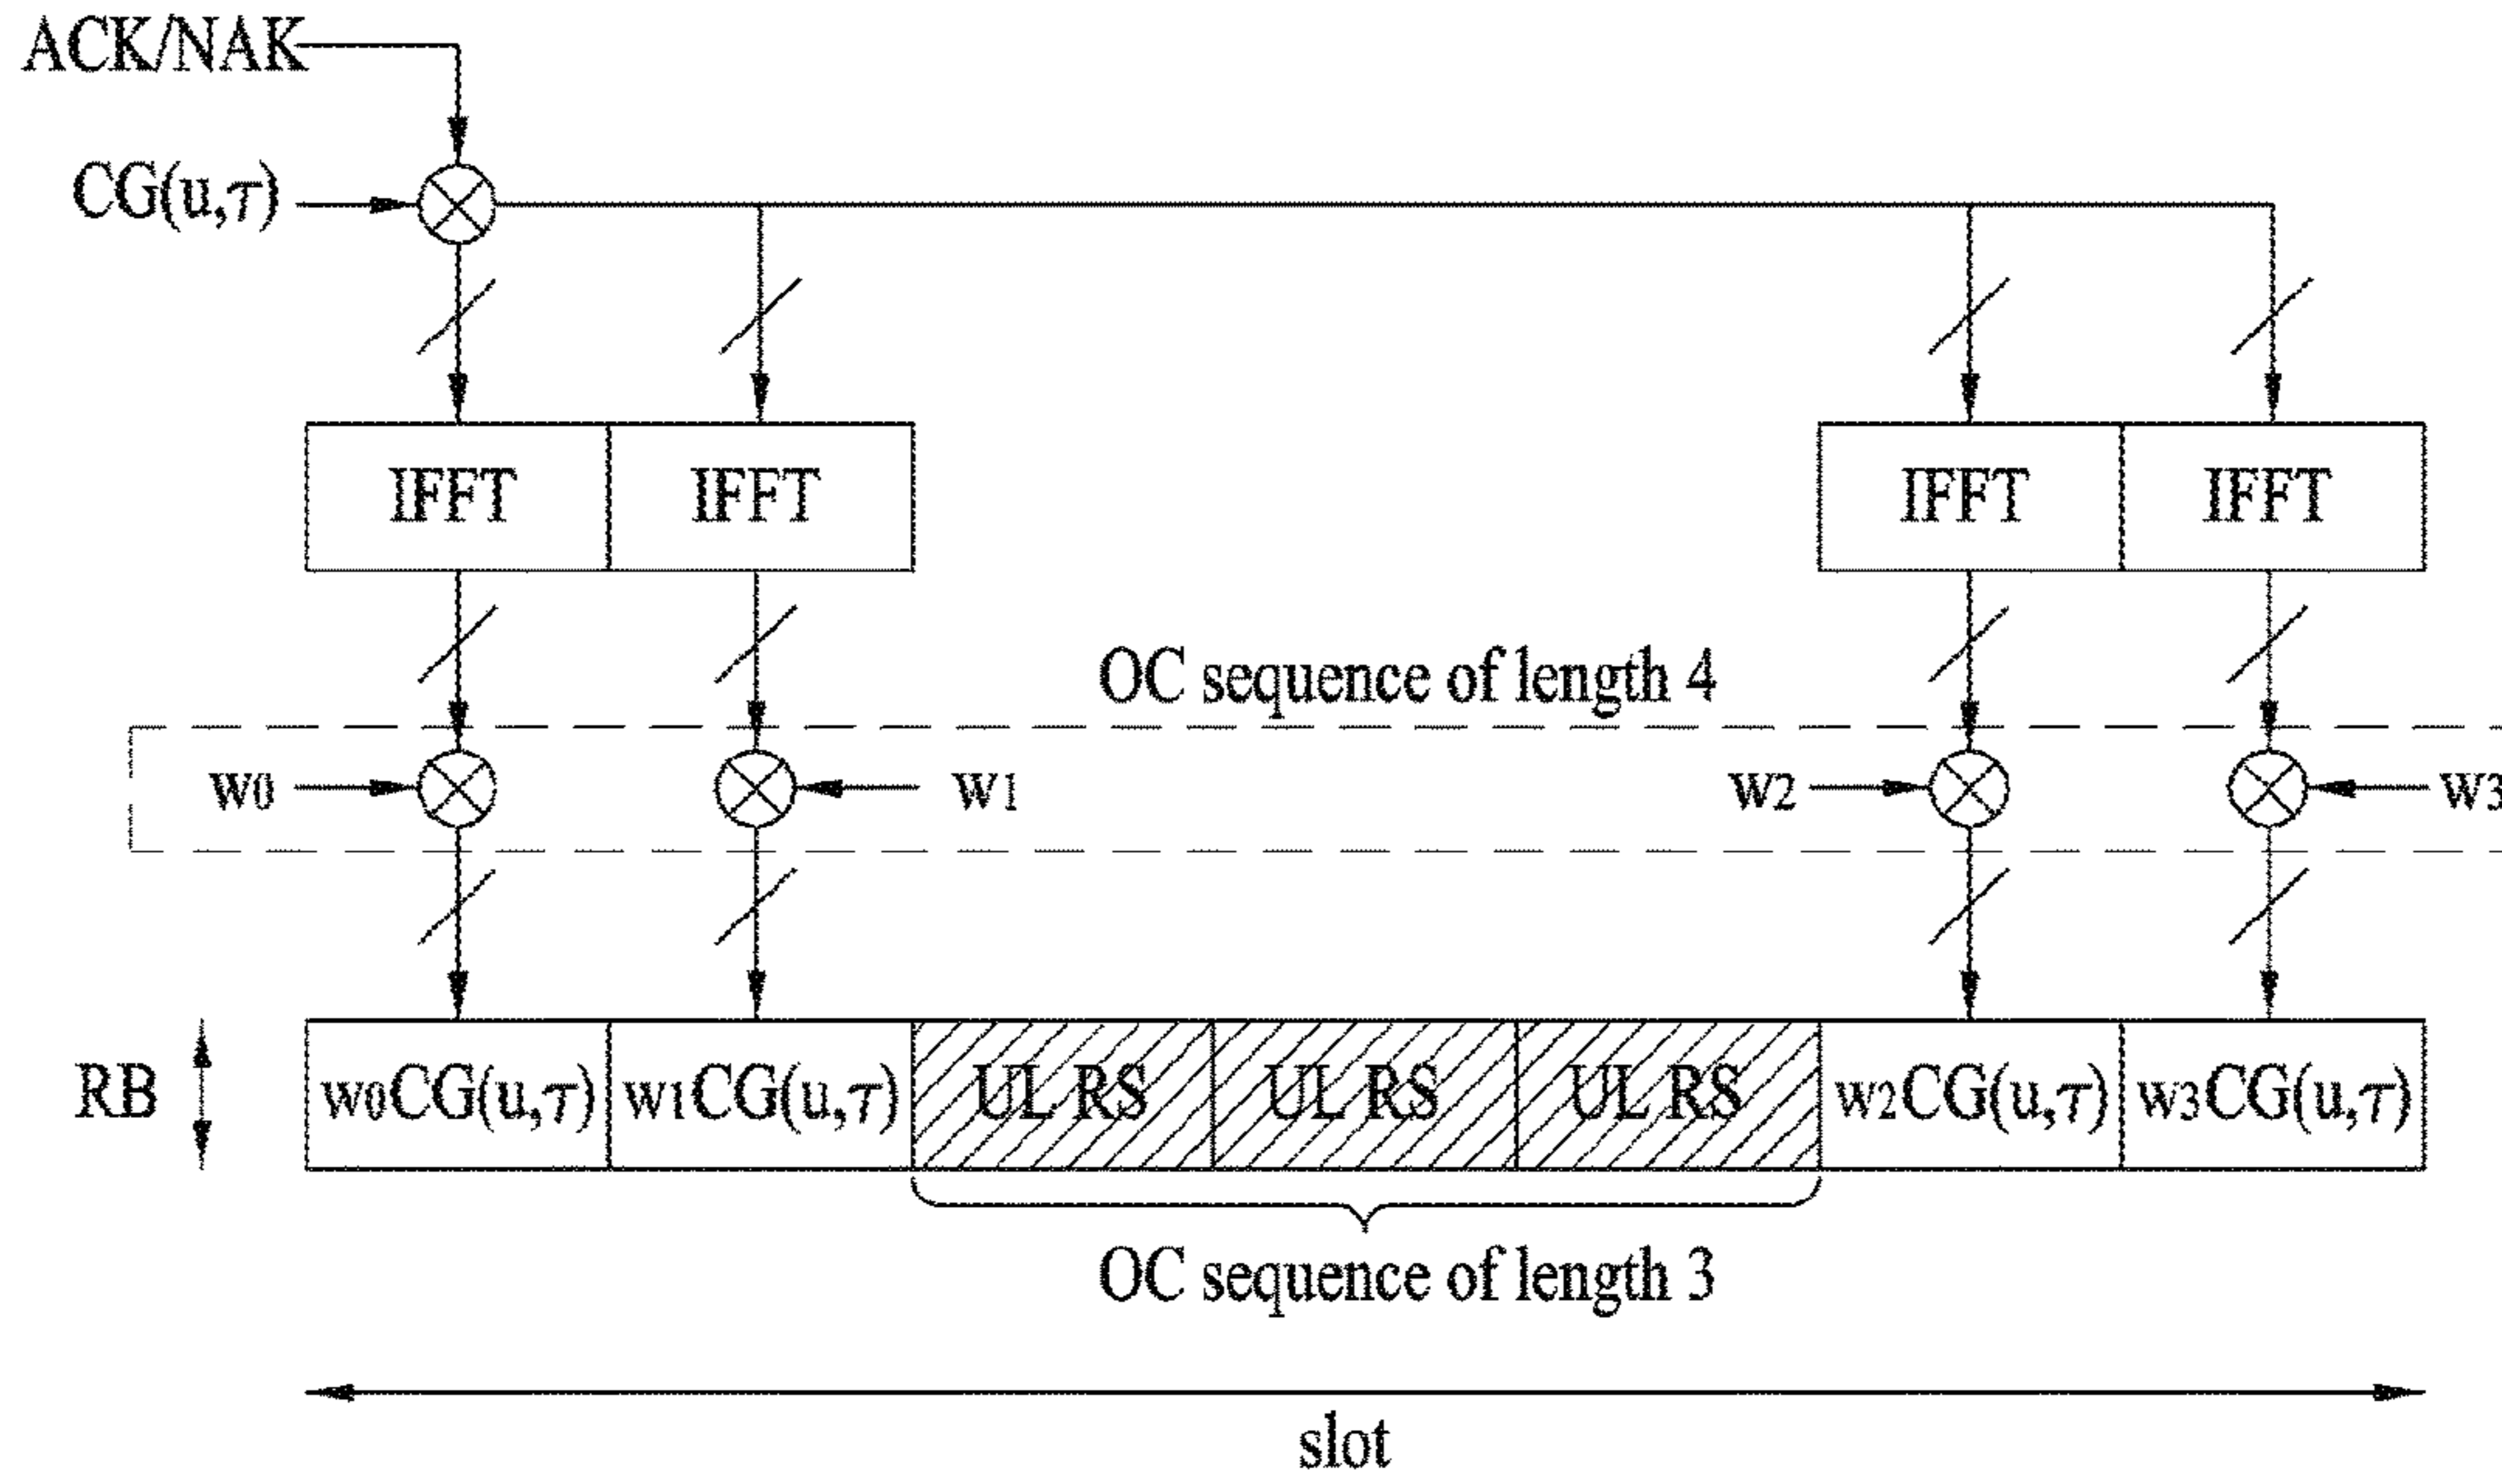 ACK/NAK
CG(u,τ)
IFFT IFFT IFFT IFFT
OC sequence of length 4
w0 w1 w2 w3
RB w0CG(u,τ) w1CG(u,τ) UL RS UL RS UL RS w2CG(u,τ) w3CG(u,τ)
OC sequence of length 3
slot